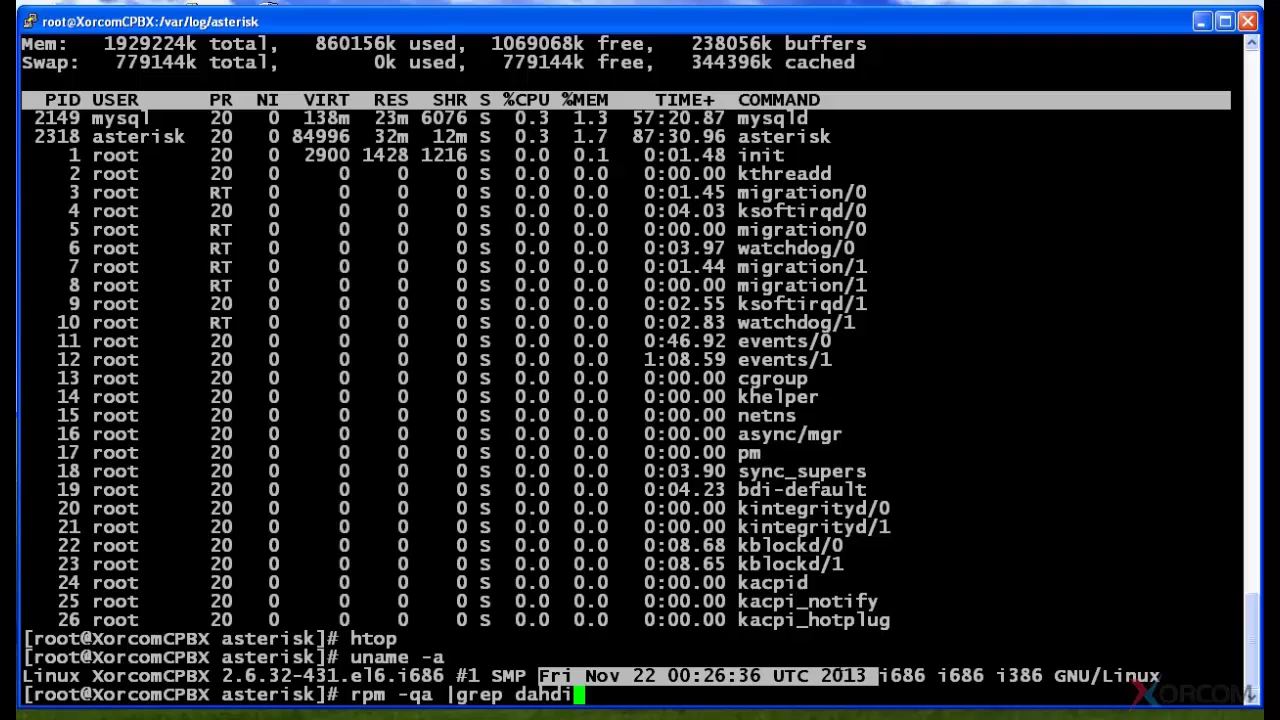 root@XorcomCPBX:/var/log/asterisk
Mem: 1929224k total, 860156k used, 1069068k free, 238056k buffers
Swap: 779144k total, 0k used, 779144k free, 344396k cached
PID USER PR NI VIRT RES SHR S %CPU %MEM TIME+ COMMAND
2149 mysql 20 0 138m 23m 6076 S 0.3 1.3 57:20.87 mysqld
2318 asterisk 20 0 84996 32m 12m S 0.3 1.7 87:30.96 asterisk
1 root 20 0 2900 1428 1216 S 0.0 0.1 0:01.48 init
2 root 20 0 0 0 0 S 0.0 0.0 0:00.00 kthreadd
3 root RT 0 0 0 0 S 0.0 0.0 0:01.45 migration/0
4 root 20 0 0 0 0 S 0.0 0.0 0:04.03 ksoftirqd/0
5 root RT 0 0 0 0 S 0.0 0.0 0:00.00 migration/0
6 root RT 0 0 0 0 S 0.0 0.0 0:03.97 watchdog/0
7 root RT 0 0 0 0 S 0.0 0.0 0:01.44 migration/1
8 root RT 0 0 0 0 S 0.0 0.0 0:00.00 migration/1
9 root 20 0 0 0 0 S 0.0 0.0 0:02.55 ksoftirqd/1
10 root RT 0 0 0 0 S 0.0 0.0 0:02.83 watchdog/1
11 root 20 0 0 0 0 S 0.0 0.0 0:46.92 events/0
12 root 20 0 0 0 0 S 0.0 0.0 1:08.59 events/1
13 root 20 0 0 0 0 S 0.0 0.0 0:00.00 cgroup
14 root 20 0 0 0 0 S 0.0 0.0 0:00.00 khelper
15 root 20 0 0 0 0 S 0.0 0.0 0:00.00 netns
16 root 20 0 0 0 0 S 0.0 0.0 0:00.00 async/mgr
17 root 20 0 0 0 0 S 0.0 0.0 0:00.00 pm
18 root 20 0 0 0 0 S 0.0 0.0 0:03.90 sync_supers
19 root 20 0 0 0 0 S 0.0 0.0 0:04.23 bdi-default
20 root 20 0 0 0 0 S 0.0 0.0 0:00.00 kintegrityd/0
21 root 20 0 0 0 0 S 0.0 0.0 0:00.00 kintegrityd/1
22 root 20 0 0 0 0 S 0.0 0.0 0:08.68 kblockd/0
23 root 20 0 0 0 0 S 0.0 0.0 0:08.65 kblockd/1
24 root 20 0 0 0 0 S 0.0 0.0 0:00.00 kacpid
25 root 20 0 0 0 0 S 0.0 0.0 0:00.00 kacpi_notify
26 root 20 0 0 0 0 S 0.0 0.0 0:00.00 kacpi_hotplug
[root@XorcomCPBX asterisk]# htop
[root@XorcomCPBX asterisk]# uname -a
Linux XorcomCPBX 2.6.32-431.el6.i686 #1 SMP Fri Nov 22 00:26:36 UTC 2013 i686 i686 i386 GNU/Linux
[root@XorcomCPBX asterisk]# rpm -qa |grep dahdi
XORCOM